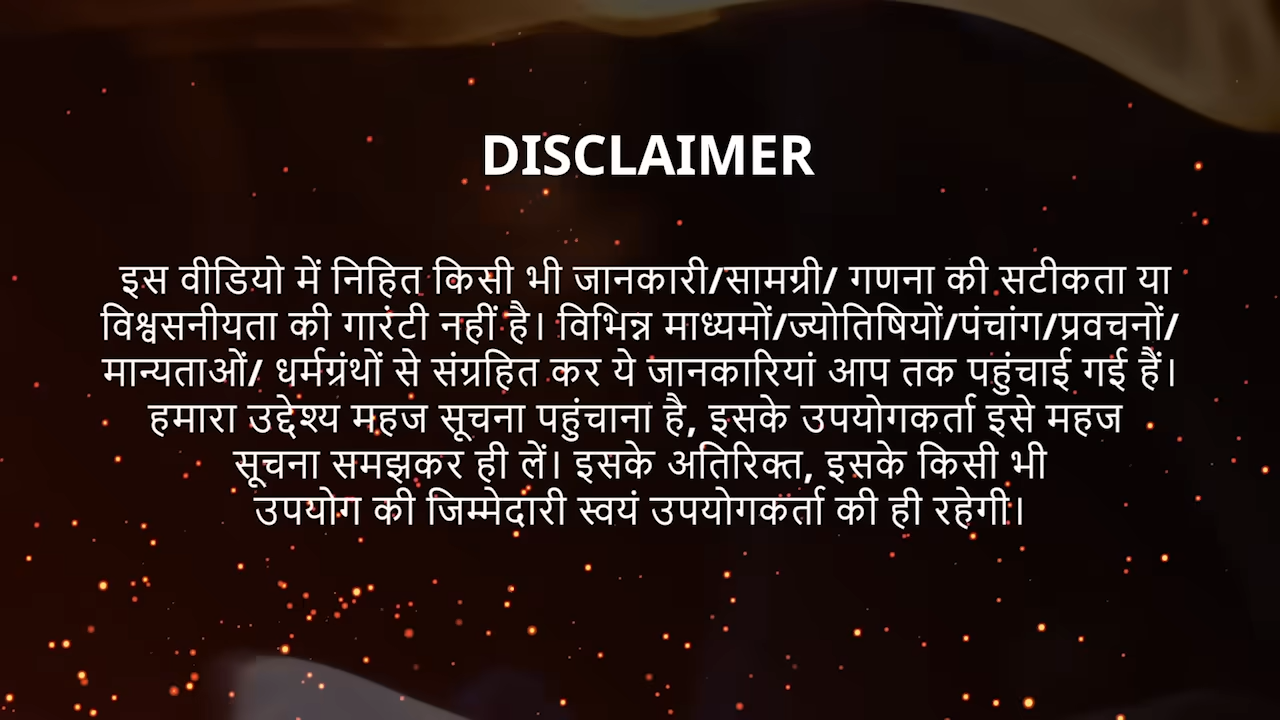 DISCLAIMER
इस वीडियो में निहित किसी भी जानकारी/सामग्री/ गणना की सटीकता या
विश्वसनीयता की गारंटी नहीं है। विभिन्न माध्यमों/ज्योतिषियों/पंचांग/प्रवचनों/
मान्यताओं/ धर्मग्रंथों से संग्रहित कर ये जानकारियां आप तक पहुंचाई गई हैं।
हमारा उद्देश्य महज सूचना पहुंचाना है, इसके उपयोगकर्ता इसे महज
सूचना समझकर ही लें। इसके अतिरिक्त, इसके किसी भी
उपयोग की जिम्मेदारी स्वयं उपयोगकर्ता की ही रहेगी।